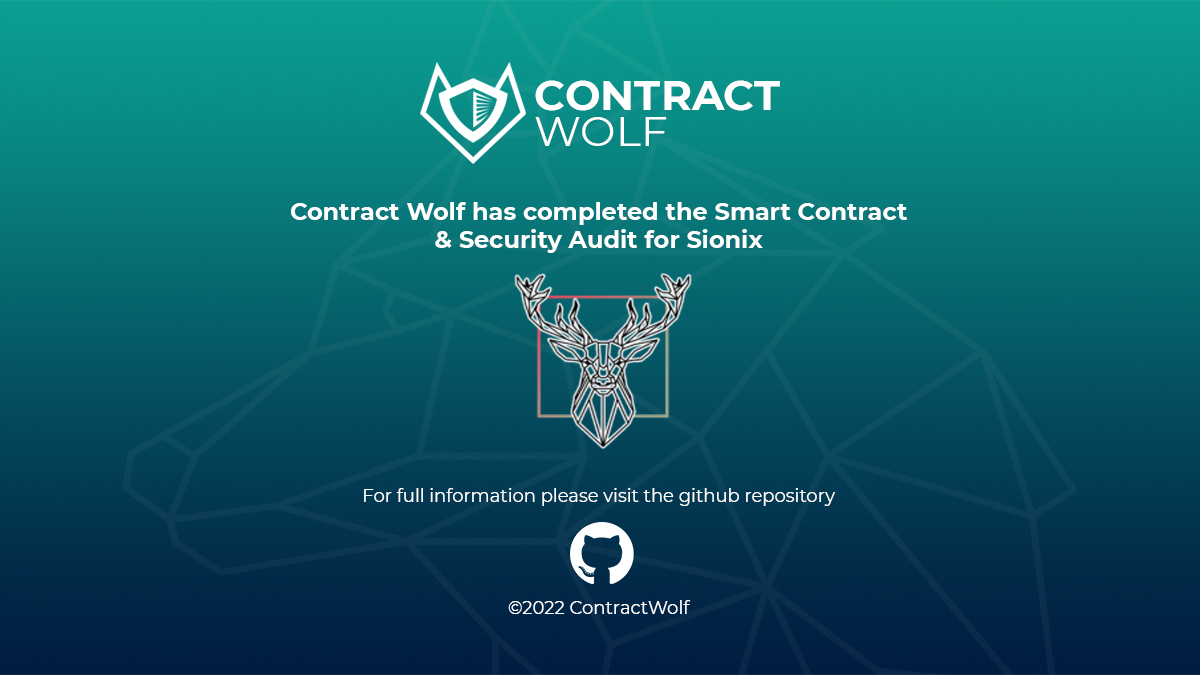 CONTRACT
WOLF
Contract Wolf has completed the Smart Contract
& Security Audit for Sionix
For full information please visit the github repository
©2022 ContractWolf